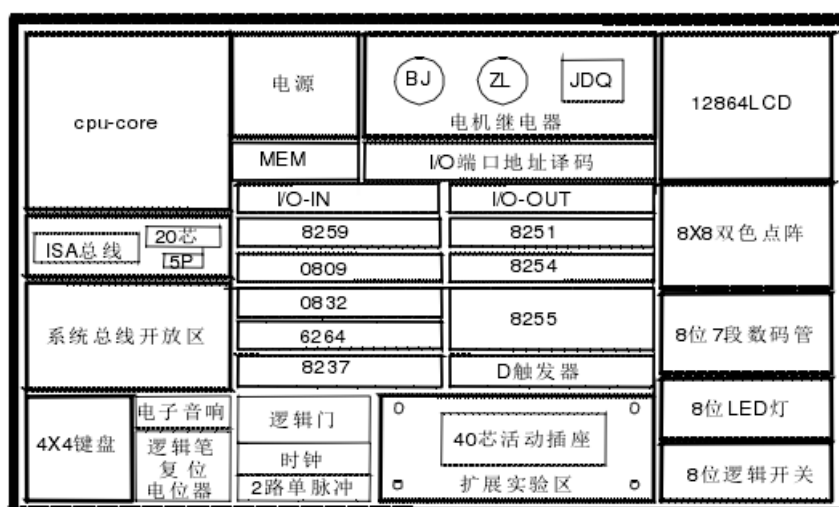 cpu-core
电源
BJ
ZL
JDQ
电机继电器
12864LCD
MEM
I/O端口地址译码
I/O-IN
I/O-OUT
ISA总线
20芯
5P
8259
8251
8X8双色点阵
0809
8254
系统总线开放区
0832
8255
8位7段数码管
6264
8237
D触发器
4X4键盘
电子音响
逻辑笔
复位
电位器
逻辑门
时钟
2路单脉冲
40芯活动插座
扩展实验区
8位LED灯
8位逻辑开关